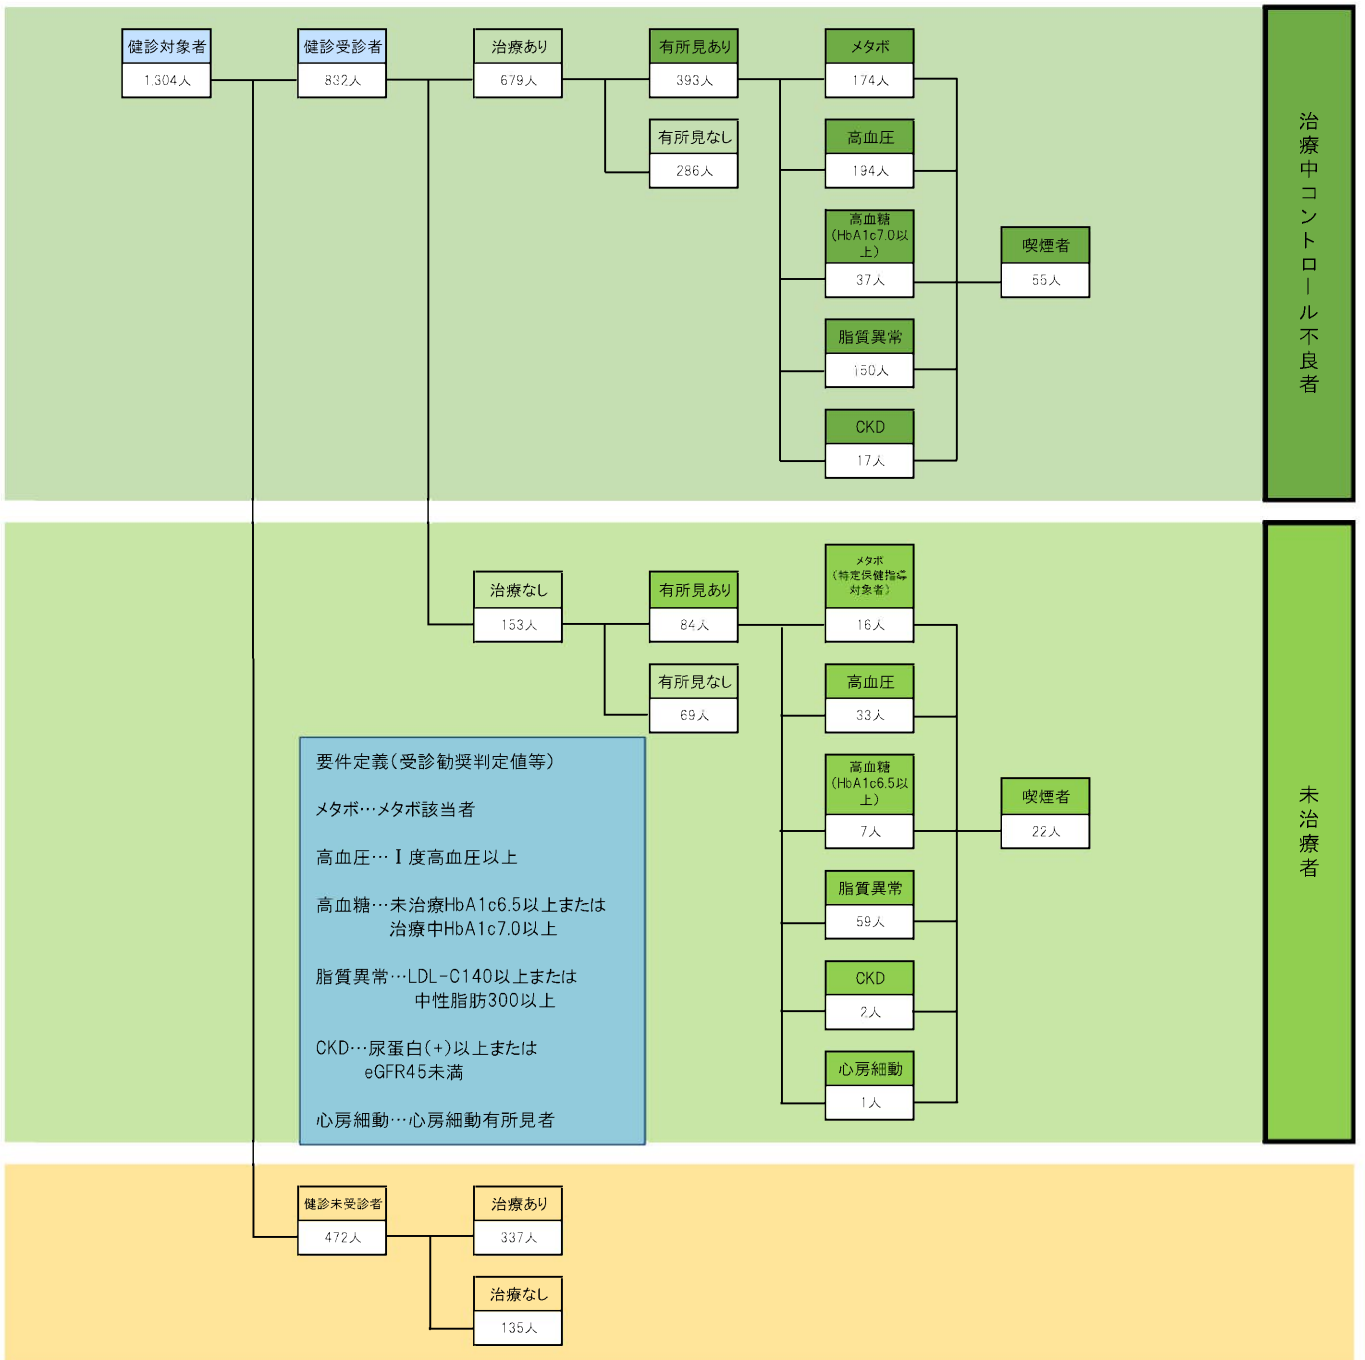 健診対象者
1,304人
健診受診者
832人
治療あり
679人
有所見あり
393人
有所見なし
286人
メタボ
174人
高血圧
194人
高血糖
(HbA1c7.0以
上)
37人
脂質異常
150人
CKD
17人
喫煙者
55人
治療中コントロール不良者
治療なし
153人
有所見あり
84人
有所見なし
69人
メタボ
(特定保健指導
対象者)
16人
高血圧
33人
高血糖
(HbA1c6.5以
上)
7人
脂質異常
59人
CKD
2人
心房細動
1人
喫煙者
22人
未治療者
要件定義(受診勧奨判定値等)
メタボ…メタボ該当者
高血圧…Ⅰ度高血圧以上
高血糖…未治療HbA1c6.5以上または
治療中HbA1c7.0以上
脂質異常…LDL-C140以上または
中性脂肪300以上
CKD…尿蛋白(+)以上または
eGFR45未満
心房細動…心房細動有所見者
健診未受診者
472人
治療あり
337人
治療なし
135人